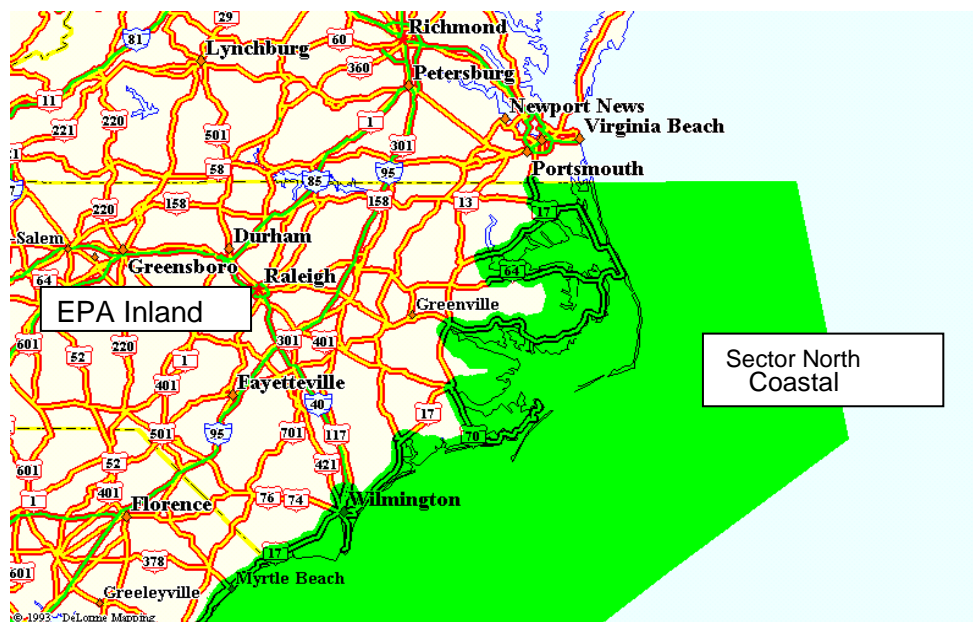 29
Richmond
81
60
Lynchburg
360
Petersburg
11
220
Newport News
221
1
Virginia Beach
501
301
58
Portsmouth
95
85
220
158
158
13
17
-Salem
Durham
Greensboro
64
64
Raleigh
EPA Inland
Greenville
601
301
401
52
220
1
Sector North
Coastal
401
Fayetteville
40
17
501
95
701
117
70
601
52
421
401
76
74
1
Florence
Wilmington
17
378
601
Myrtle Beach
Greeleyville
© 1993 DeLorme Mapping